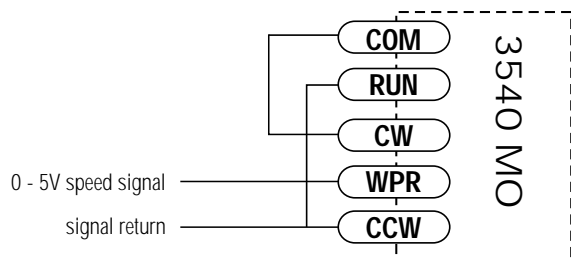 COM
RUN
CW
0 - 5V speed signal WPR
signal return CCW
3540 MO